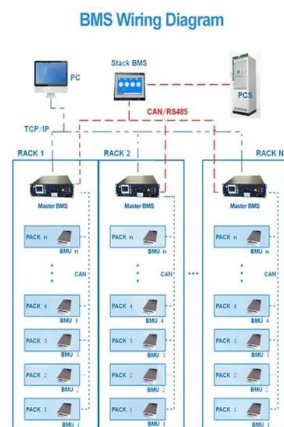 BMS Wiring Diagram
PC
Stack BMS
PCS
CAN/RS485
TCP/IP
RACK 1
RACK 2
RACK N
Master BMS
Master BMS
Master BMS
PACK n
BMU n
PACK n
BMU n
PACK n
BMU n
CAN
CAN
CAN
PACK 4
BMU 4
PACK 4
BMU 4
PACK 4
BMU 4
PACK 3
BMU 3
PACK 3
BMU 3
PACK 3
BMU 3
PACK 2
BMU 2
PACK 2
BMU 2
PACK 2
BMU 2
PACK 1
BMU 1
PACK 1
BMU 1
PACK 1
BMU 1